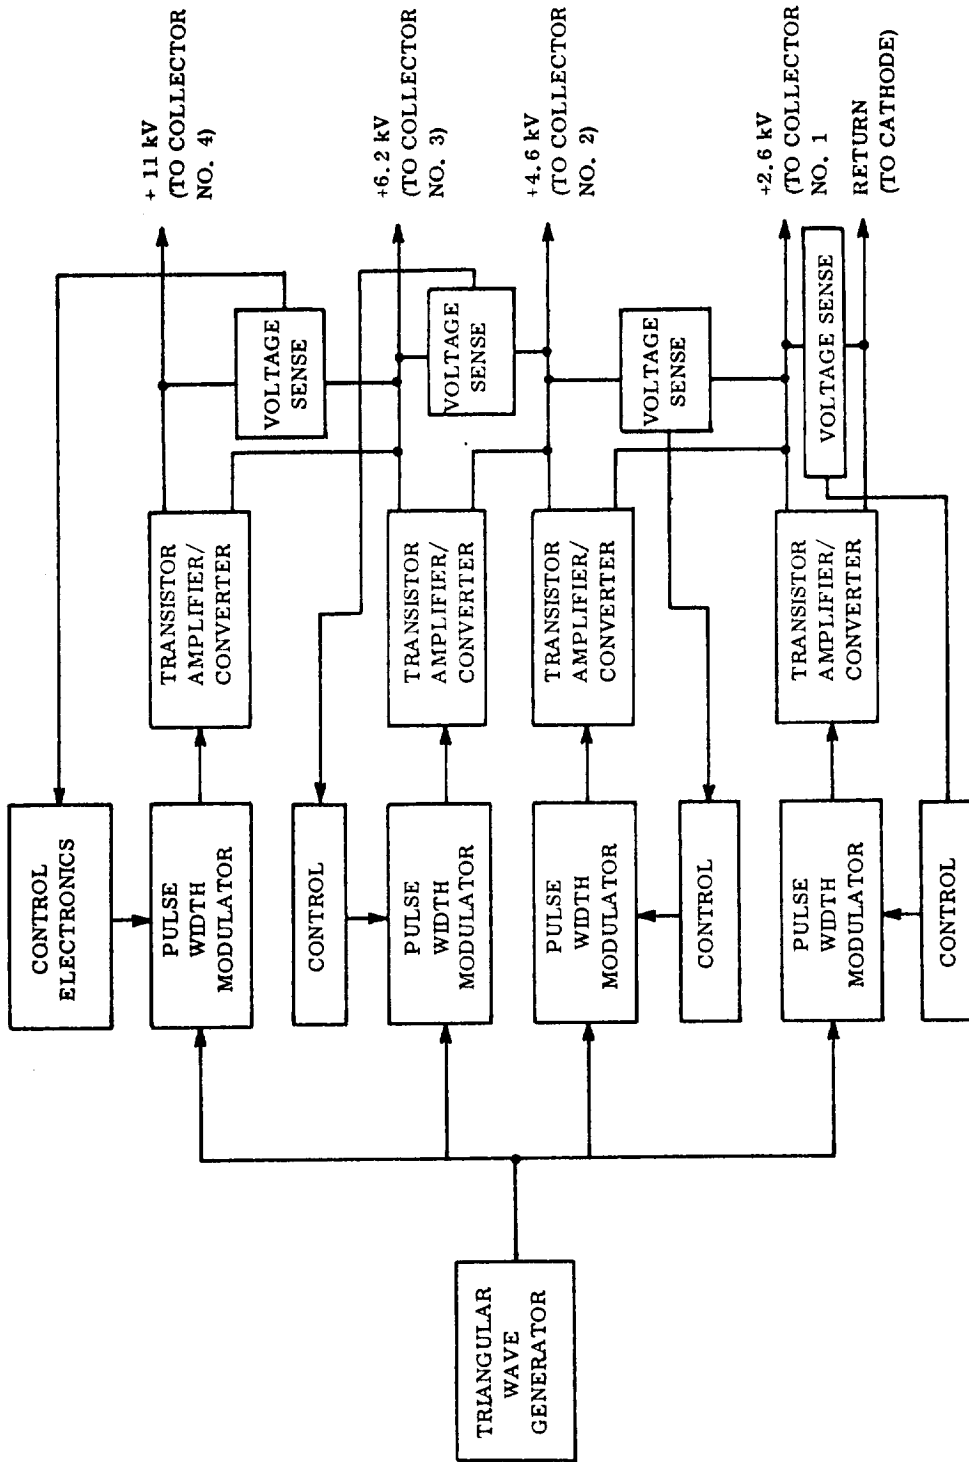 + 11 kV
(TO COLLECTOR
NO. 4)
+6.2 kV
(TO COLLECTOR
NO. 3)
+4.6 kV
(TO COLLECTOR
NO. 2)
+2.6 kV
(TO COLLECTOR
NO. 1
RETURN
(TO CATHODE)
VOLTAGE
SENSE
VOLTAGE
SENSE
VOLTAGE
SENSE
VOLTAGE SENSE
TRANSISTOR
AMPLIFIER/
CONVERTER
TRANSISTOR
AMPLIFIER/
CONVERTER
TRANSISTOR
AMPLIFIER/
CONVERTER
TRANSISTOR
AMPLIFIER/
CONVERTER
CONTROL
ELECTRONICS
PULSE
WIDTH
MODULATOR
CONTROL
PULSE
WIDTH
MODULATOR
PULSE
WIDTH
MODULATOR
CONTROL
PULSE
WIDTH
MODULATOR
CONTROL
TRIANGULAR
WAVE
GENERATOR